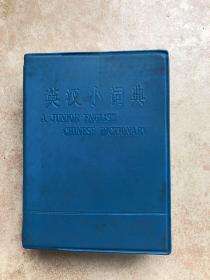 英汉小词典
A JUNIOR ENGLISH
CHINESE DICTIONARY